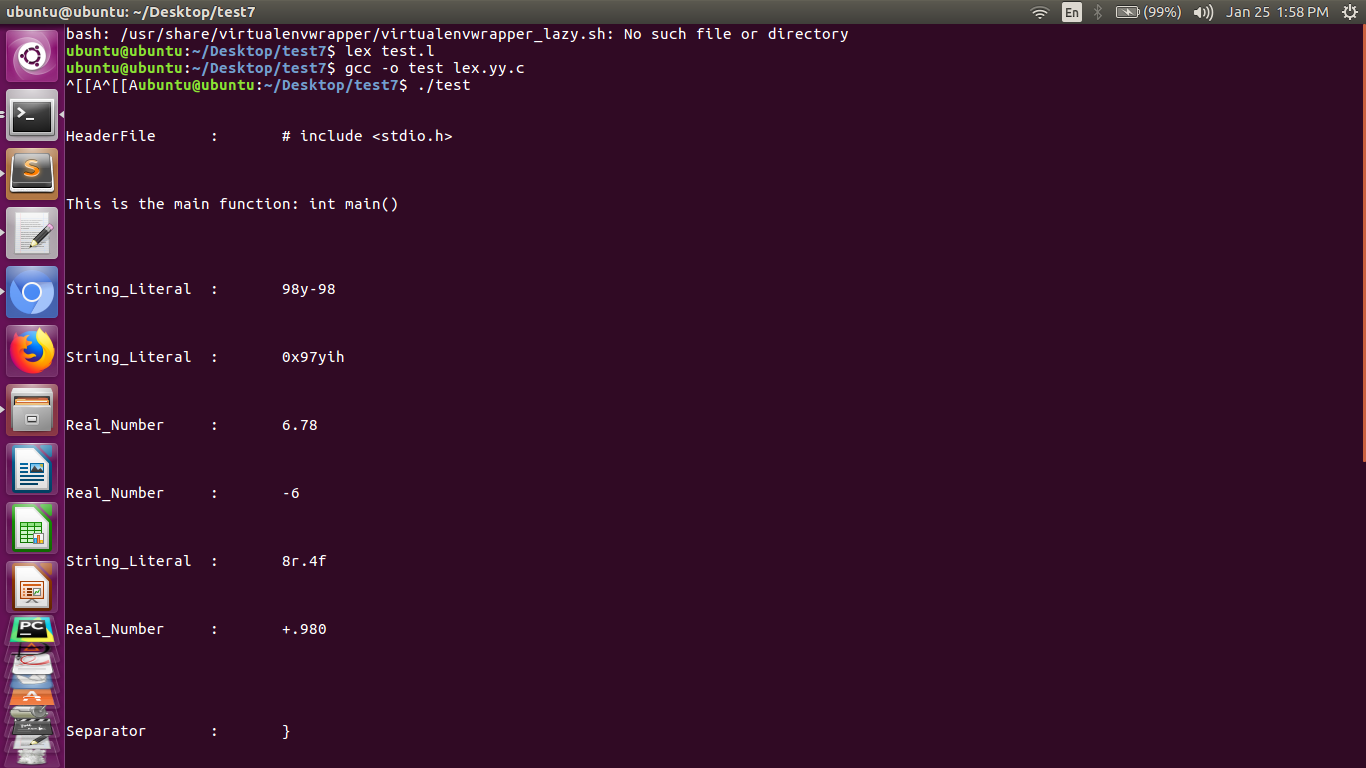 ubuntu@ubuntu: ~/Desktop/test7
En
(99%)
Jan 25 1:58 PM
bash: /usr/share/virtualenvwrapper/virtualenvwrapper_lazy.sh: No such file or directory
ubuntu@ubuntu:~/Desktop/test7$ lex test.l
ubuntu@ubuntu:~/Desktop/test7$ gcc -o test lex.yy.c
^[[A^[[Aubuntu@ubuntu:~/Desktop/test7$ ./test
HeaderFile : # include <stdio.h>
This is the main function: int main()
String_Literal : 98y-98
String_Literal : 0x97yih
Real_Number : 6.78
Real_Number : -6
String_Literal : 8r.4f
Real_Number : +.980
Separator : }
S
PC